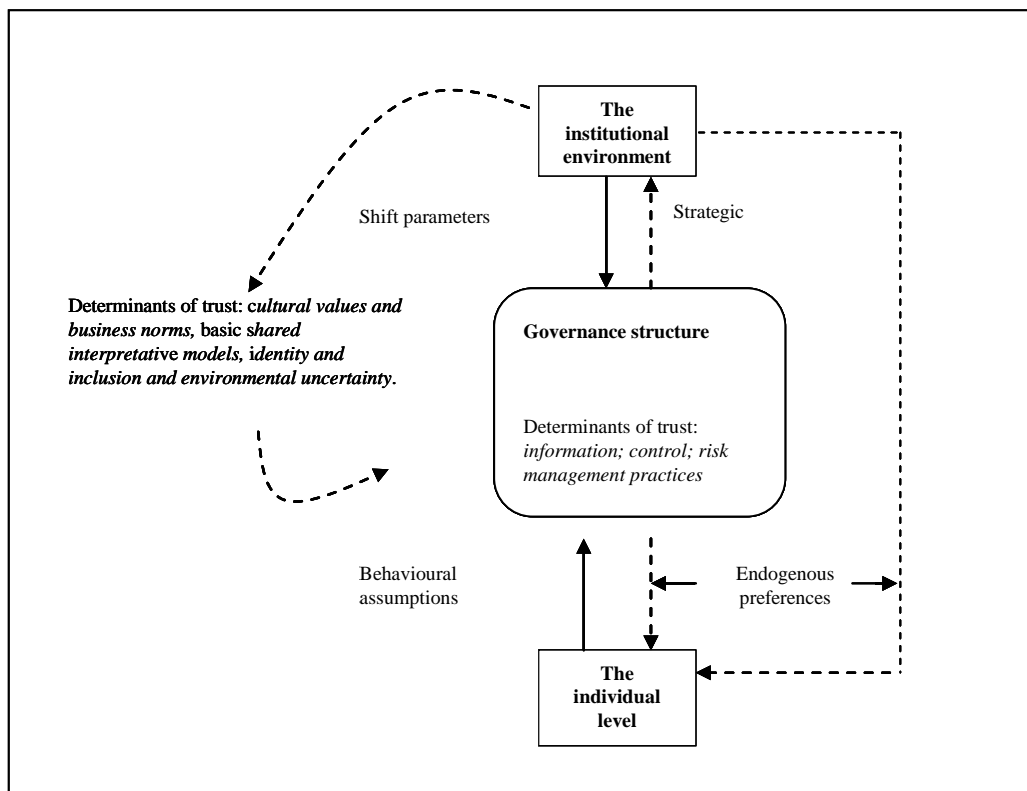 The
institutional
environment
Shift parameters
Strategic
Determinants of trust: cultural values and
business norms, basic shared
interpretative models, identity and
inclusion and environmental uncertainty.
Governance structure
Determinants of trust:
information; control; risk
management practices
Behavioural
assumptions
Endogenous
preferences
The
individual
level